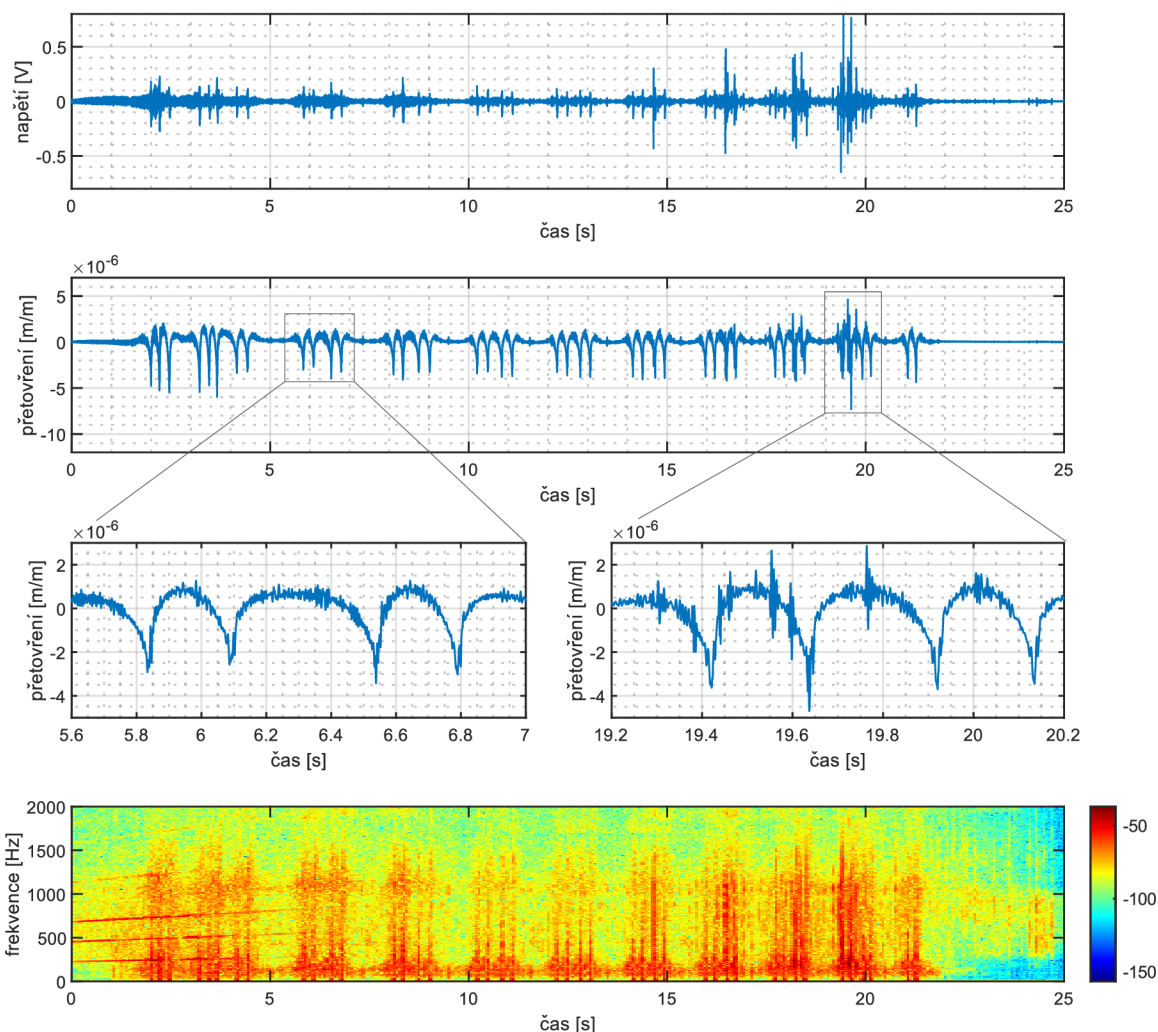 0.5
0
-0.5
napětí [V]
0 5 10 15 20 25
čas [s]
×10⁻⁶
5
0
-5
-10
přetovření [m/m]
0 5 10 15 20 25
čas [s]
×10⁻⁶
2
0
-2
-4
přetovření [m/m]
5.6 5.8 6 6.2 6.4 6.6 6.8 7
čas [s]
×10⁻⁶
2
0
-2
-4
přetovření [m/m]
19.2 19.4 19.6 19.8 20 20.2
čas [s]
2000
1500
1000
500
0
frekvence [Hz]
0 5 10 15 20 25
čas [s]
-50
-100
-150